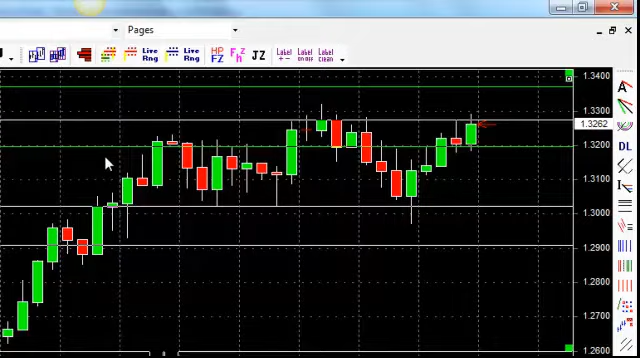 Pages
Live Rng Live Rng HP FZ Fz h JZ Label + - Label on off Label clean
1.3400
1.3300
1.3262
1.3200
1.3100
1.3000
1.2900
1.2800
1.2700
1.2600
A
DL